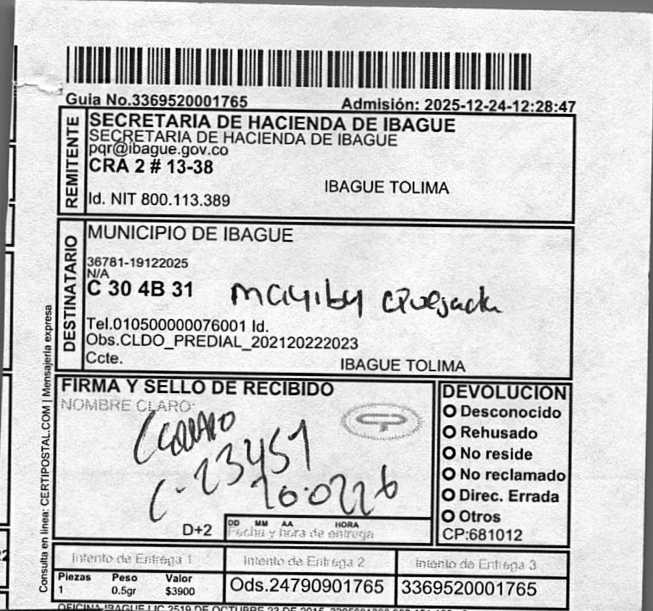 Guia No.3369520001765 Admisión: 2025-12-24-12:28:47
REMITENTE
SECRETARIA DE HACIENDA DE IBAGUE
SECRETARIA DE HACIENDA DE IBAGUE
pqr@ibague.gov.co
CRA 2 # 13-38
IBAGUE TOLIMA
Id. NIT 800.113.389
DESTINATARIO
MUNICIPIO DE IBAGUE
36781-19122025
N/A
C 30 4B 31
Tel.010500000076001 Id.
Obs.CLDO_PREDIAL_202120222023
Ccte. IBAGUE TOLIMA
Consulta en linea: CERTIPOSTAL.COM | Mensajería expresa
FIRMA Y SELLO DE RECIBIDO
NOMBRE CLARO:
C-23451
200226
D+2
DD MM AA HORA
Fecha y hora de entrega
DEVOLUCION
Desconocido
Rehusado
No reside
No reclamado
Direc. Errada
Otros
CP:681012
Intento de Entrega 1 Intento de Entrega 2 Intento de Entrega 3
Piezas Peso Valor
1 0.5gr $3900
Ods.24790901765 3369520001765